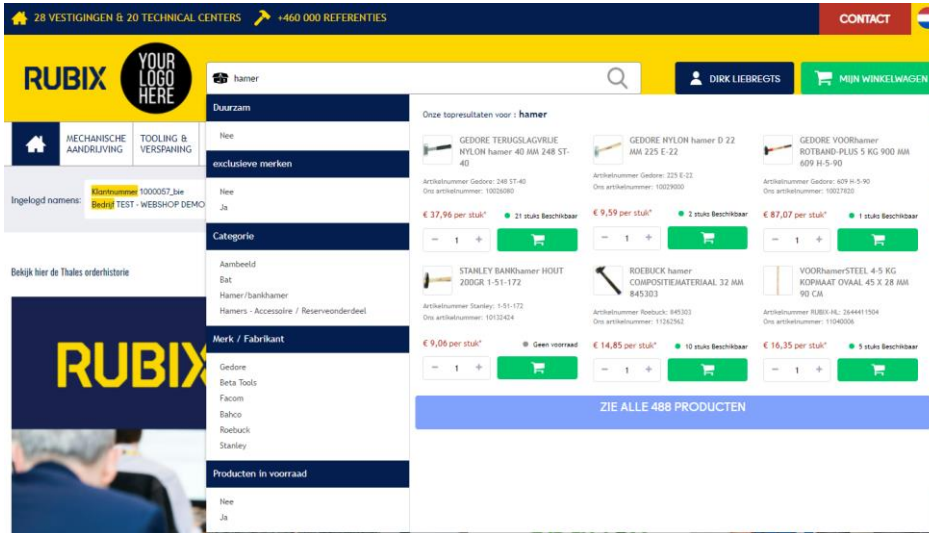 28 VESTIGINGEN & 20 TECHNICAL CENTERS +460 000 REFERENTIES
CONTACT
RUBIX
YOUR
LOGO
HERE
hamer
DIRK LIEBREGTS
MIJN WINKELWAGEN
MECHANISCHE
AANDRIJVING
TOOLING &
VERSPANING
Ingelogd namens:
Klantnummer 1000057_bie
Bedrijf TEST - WEBSHOP DEMO
Bekijk hier de Thales orderhistorie
RUBIX
Duurzam
Nee
exclusieve merken
Nee
Ja
Categorie
Aambeeld
Bat
Hamer/bankhamer
Hamers - Accessoire / Reserveonderdeel
Merk / Fabrikant
Gedore
Beta Tools
Facom
Bahco
Roebuck
Stanley
Producten in voorraad
Nee
Ja
Onze topresultaten voor : hamer
GEDORE TERUGSLAGVRIJE
NYLON hamer 40 MM 248 ST-
40
Artikelnummer Gedore: 248 ST-40
Ons artikelnummer: 10026080
€ 37,96 per stuk*
21 stuks Beschikbaar
- 1 +
GEDORE NYLON hamer D 22
MM 225 E-22
Artikelnummer Gedore: 225 E-22
Ons artikelnummer: 10029000
€ 9,59 per stuk*
2 stuks Beschikbaar
- 1 +
GEDORE VOORhamer
ROTBAND-PLUS 5 KG 900 MM
609 H-5-90
Artikelnummer Gedore: 609 H-5-90
Ons artikelnummer: 10027820
€ 87,07 per stuk*
1 stuks Beschikbaar
- 1 +
STANLEY BANKhamer HOUT
200GR 1-51-172
Artikelnummer Stanley: 1-51-172
Ons artikelnummer: 10132424
€ 9,06 per stuk*
Geen voorraad
- 1 +
ROEBUCK hamer
COMPOSITIEMATERIAAL 32 MM
845303
Artikelnummer Roebuck: 845303
Ons artikelnummer: 11262562
€ 14,85 per stuk*
10 stuks Beschikbaar
- 1 +
VOORhamerSTEEL 4-5 KG
KOPMAAT OVAAL 45 X 28 MM
90 CM
Artikelnummer RUBIX-NL: 2644411504
Ons artikelnummer: 11040006
€ 16,35 per stuk*
5 stuks Beschikbaar
- 1 +
ZIE ALLE 488 PRODUCTEN